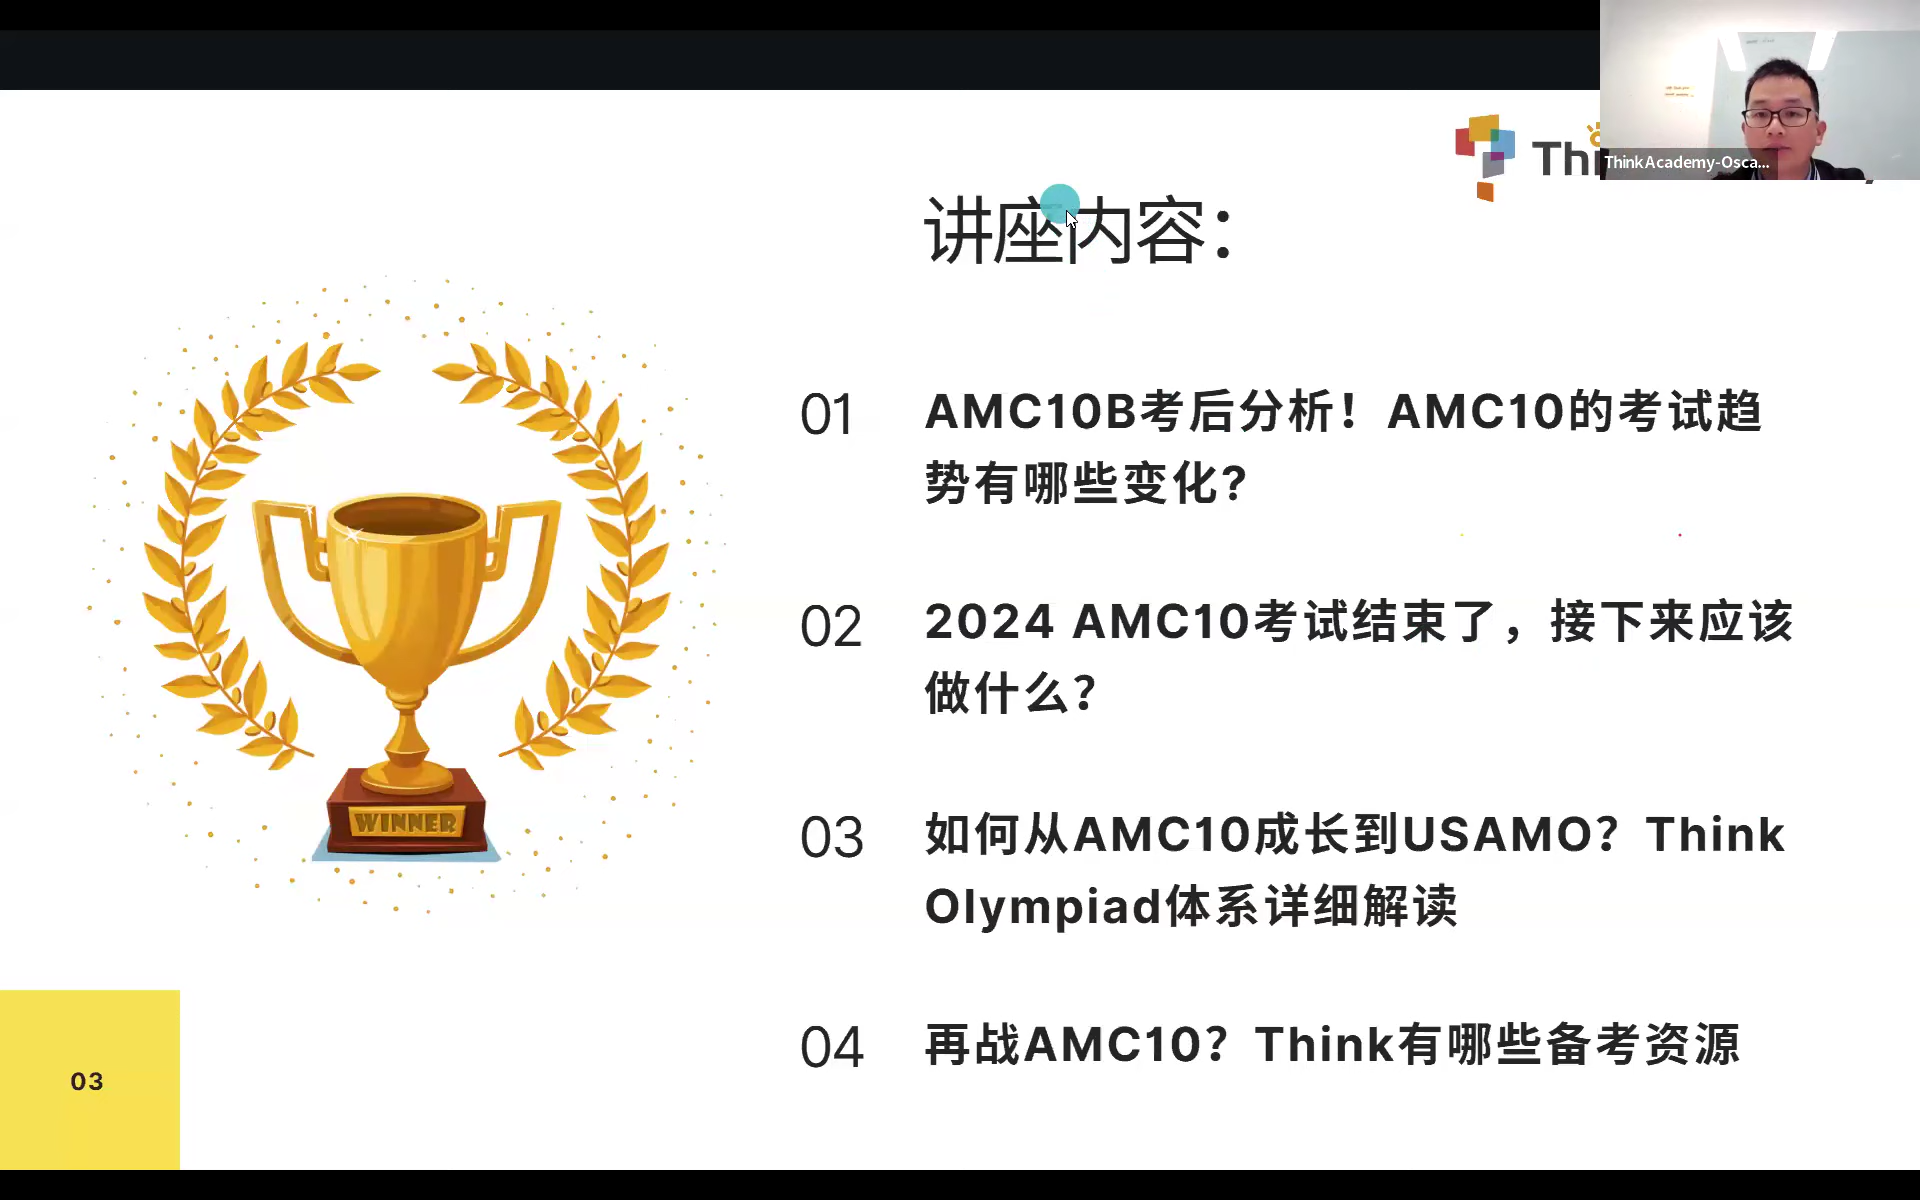 ThinkAcademy-Osca...
讲座内容：
01 AMC10B考后分析！AMC10的考试趋
势有哪些变化?
02 2024 AMC10考试结束了，接下来应该
做什么？
03 如何从AMC10成长到USAMO？Think
Olympiad体系详细解读
04 再战AMC10？Think有哪些备考资源
WINNER
03